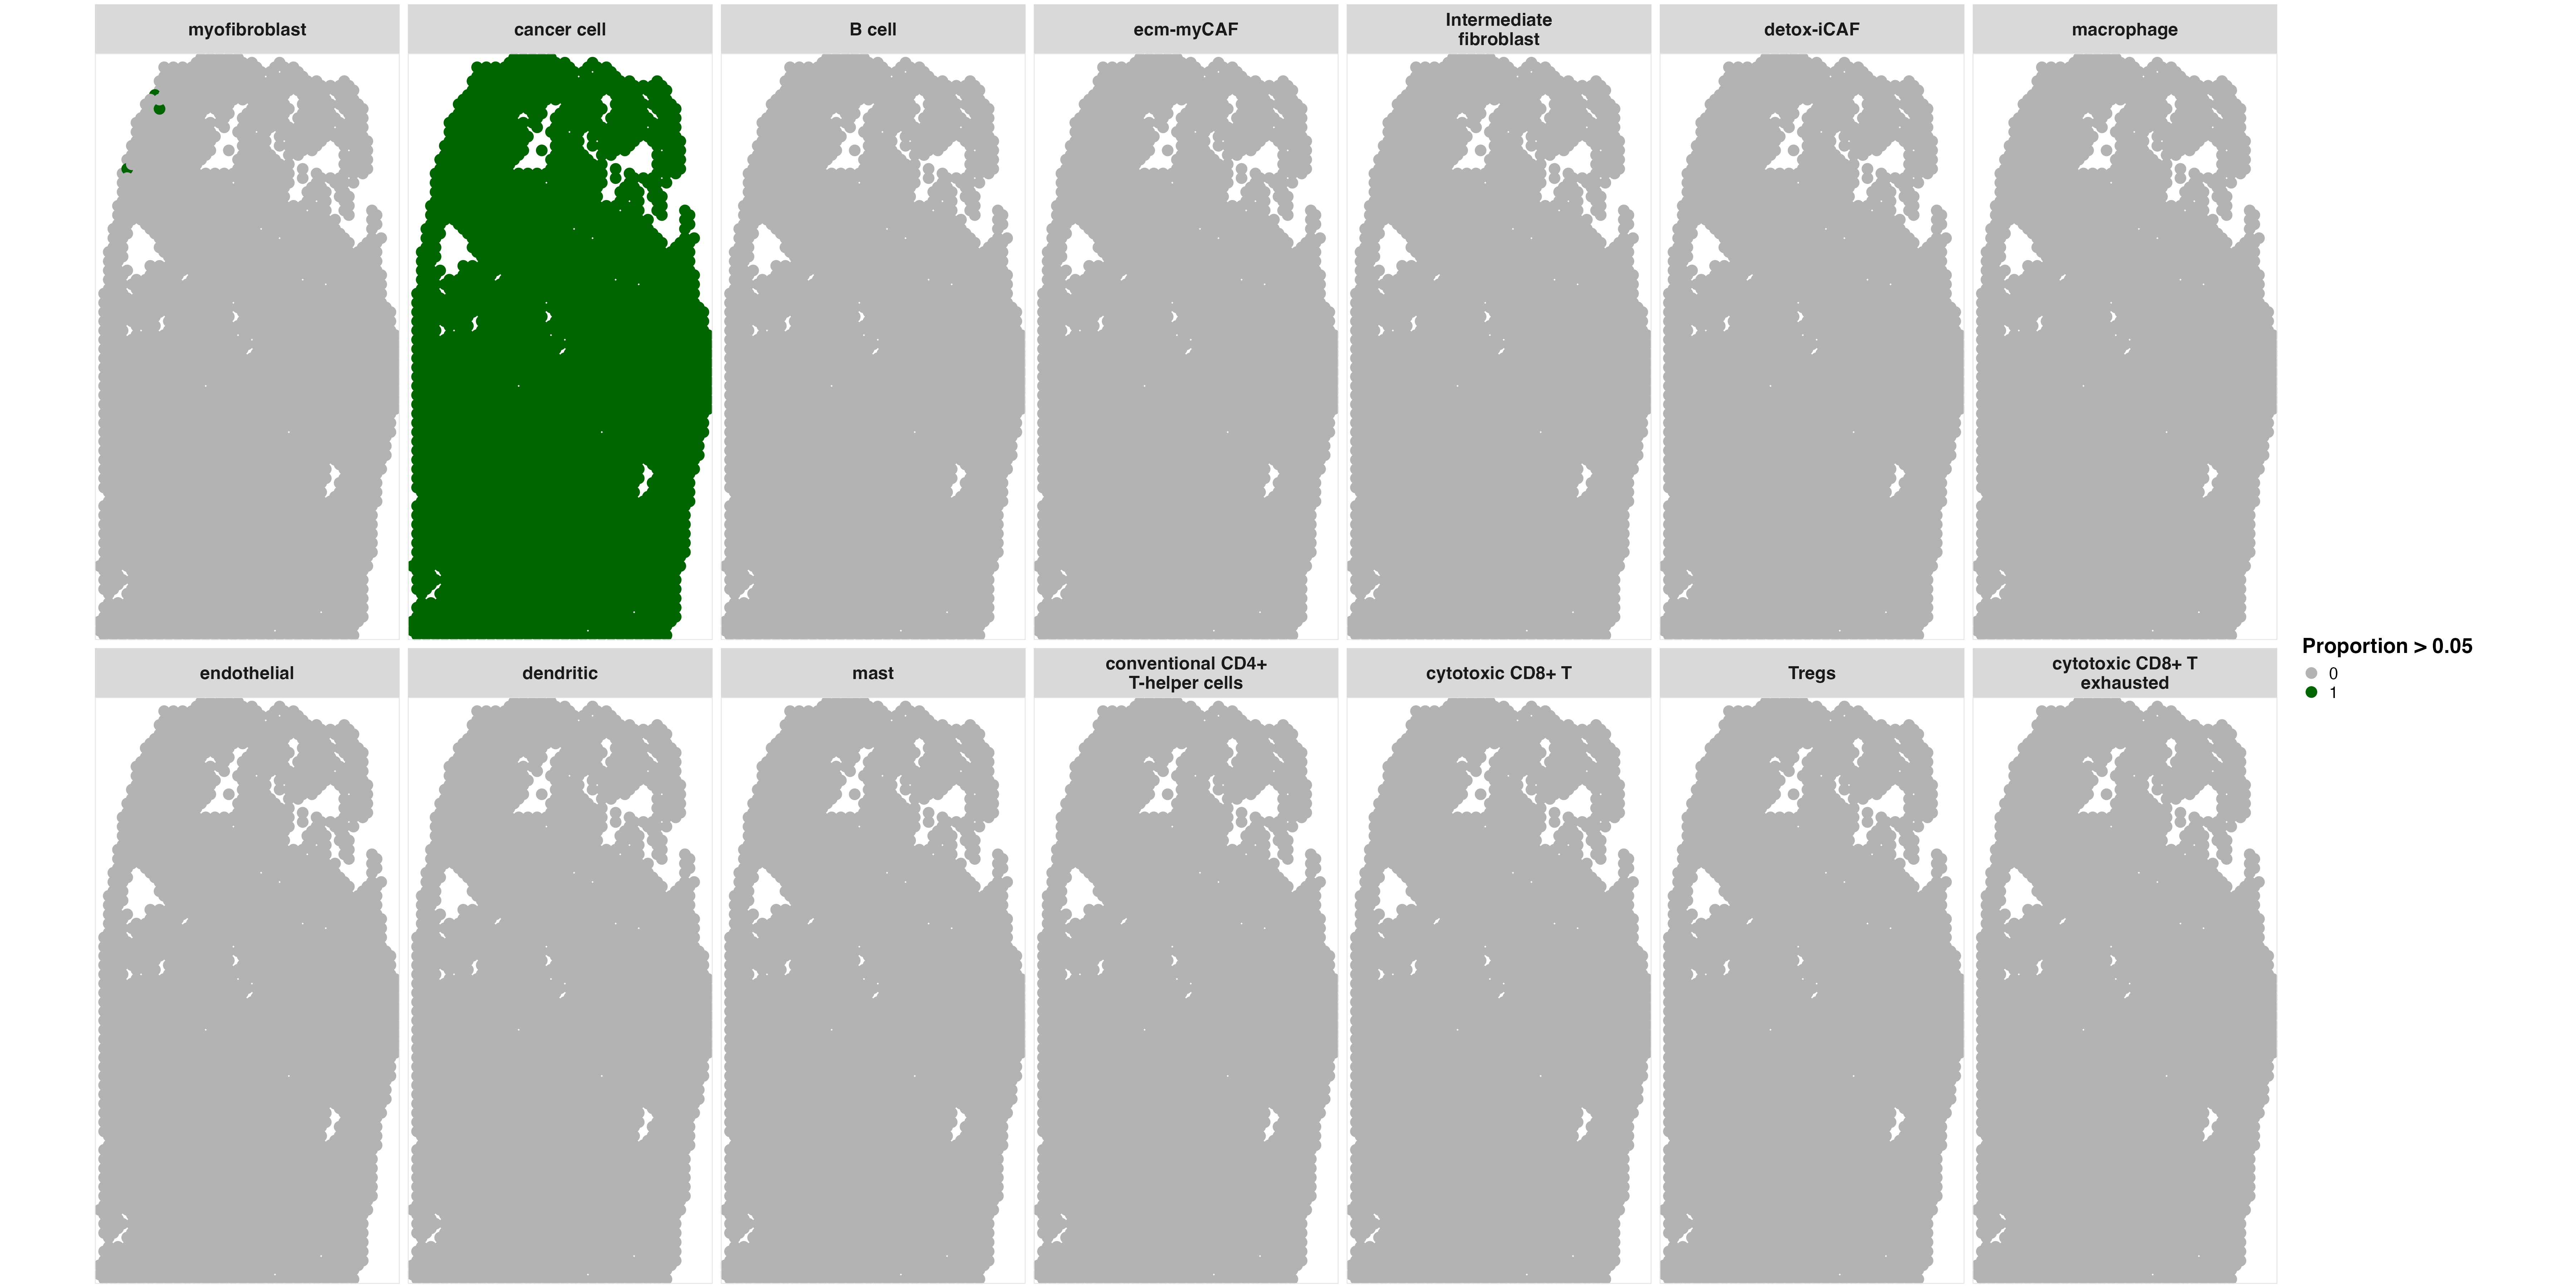 myofibroblast
cancer cell
B cell
ecm-myCAF
Intermediate
fibroblast
detox-iCAF
macrophage
endothelial
dendritic
mast
conventional CD4+
T-helper cells
cytotoxic CD8+ T
Tregs
cytotoxic CD8+ T
exhausted
Proportion > 0.05
0
1